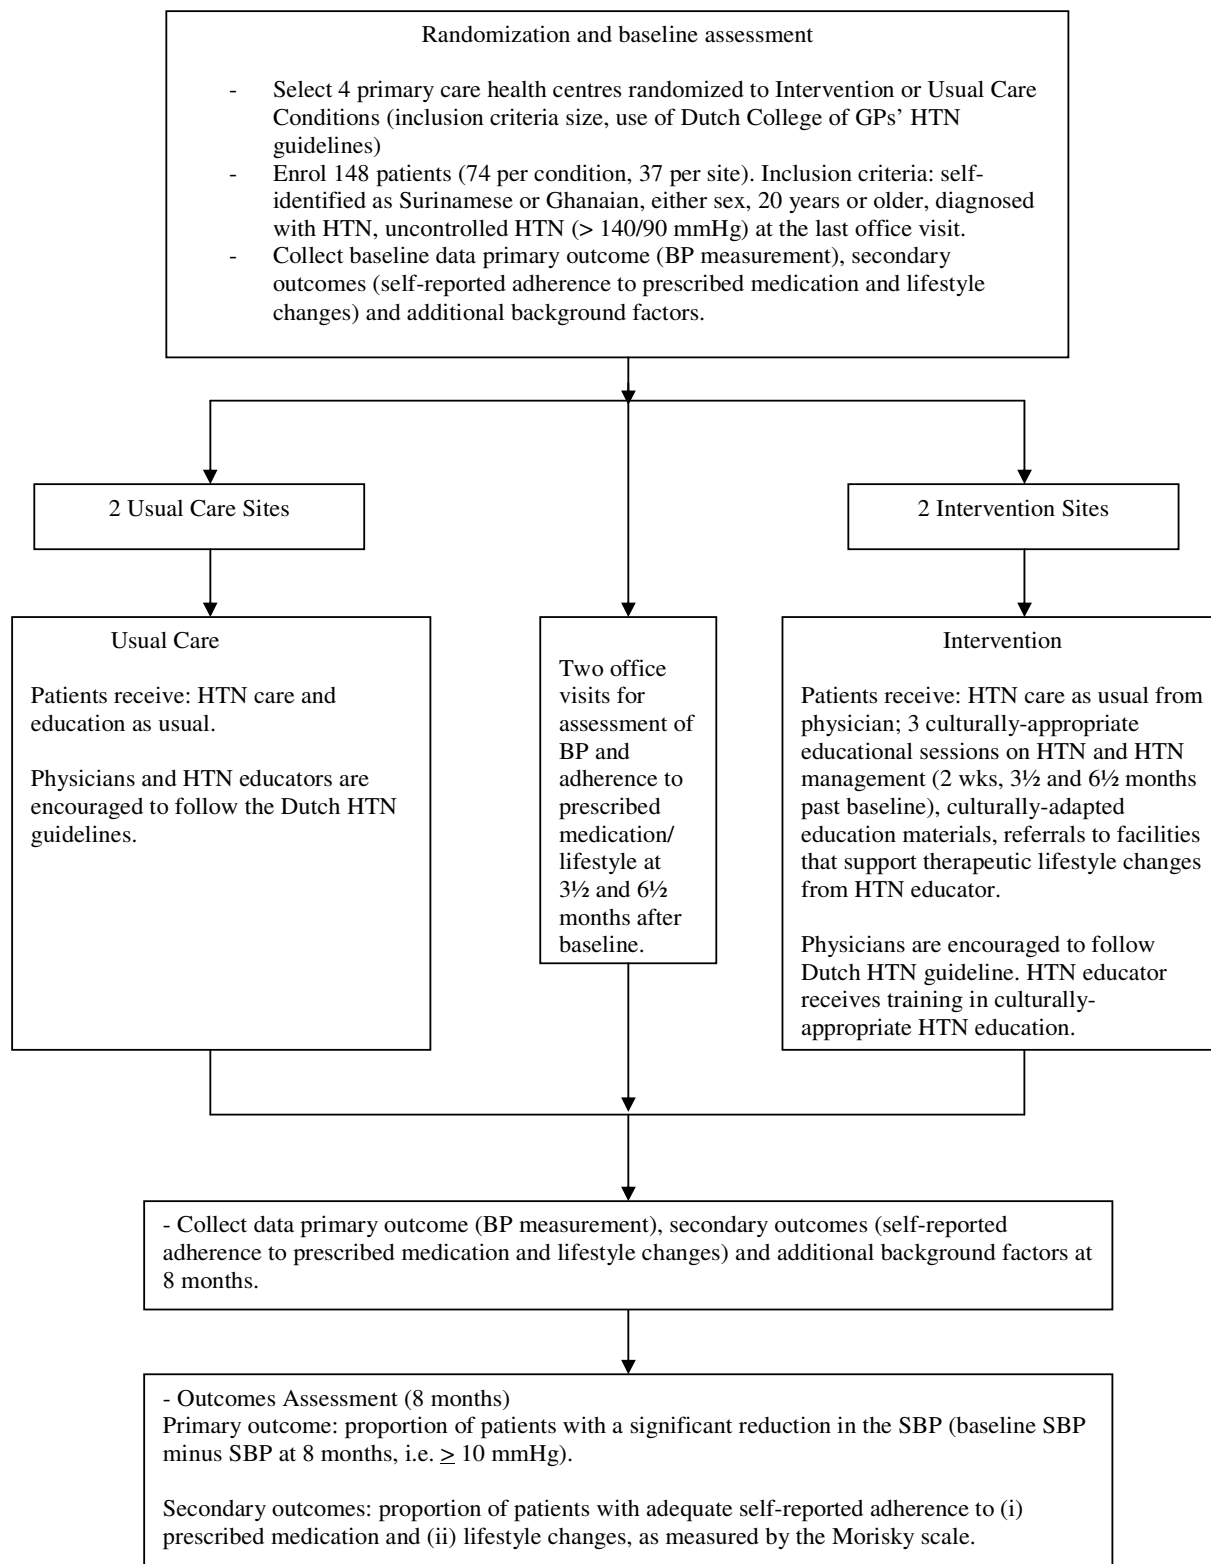 Randomization and baseline assessment
- Select 4 primary care health centres randomized to Intervention or Usual Care
Conditions (inclusion criteria size, use of Dutch College of GPs’ HTN
guidelines)
- Enrol 148 patients (74 per condition, 37 per site). Inclusion criteria: self-
identified as Surinamese or Ghanaian, either sex, 20 years or older, diagnosed
with HTN, uncontrolled HTN (> 140/90 mmHg) at the last office visit.
- Collect baseline data primary outcome (BP measurement), secondary
outcomes (self-reported adherence to prescribed medication and lifestyle
changes) and additional background factors.
2 Usual Care Sites
2 Intervention Sites
Usual Care
Patients receive: HTN care and
education as usual.
Physicians and HTN educators are
encouraged to follow the Dutch HTN
guidelines.
Two office
visits for
assessment of
BP and
adherence to
prescribed
medication/
lifestyle at
3½ and 6½
months after
baseline.
Intervention
Patients receive: HTN care as usual from
physician; 3 culturally-appropriate
educational sessions on HTN and HTN
management (2 wks, 3½ and 6½ months
past baseline), culturally-adapted
education materials, referrals to facilities
that support therapeutic lifestyle changes
from HTN educator.
Physicians are encouraged to follow
Dutch HTN guideline. HTN educator
receives training in culturally-
appropriate HTN education.
- Collect data primary outcome (BP measurement), secondary outcomes (self-reported
adherence to prescribed medication and lifestyle changes) and additional background factors at
8 months.
- Outcomes Assessment (8 months)
Primary outcome: proportion of patients with a significant reduction in the SBP (baseline SBP
minus SBP at 8 months, i.e. ≥ 10 mmHg).
Secondary outcomes: proportion of patients with adequate self-reported adherence to (i)
prescribed medication and (ii) lifestyle changes, as measured by the Morisky scale.